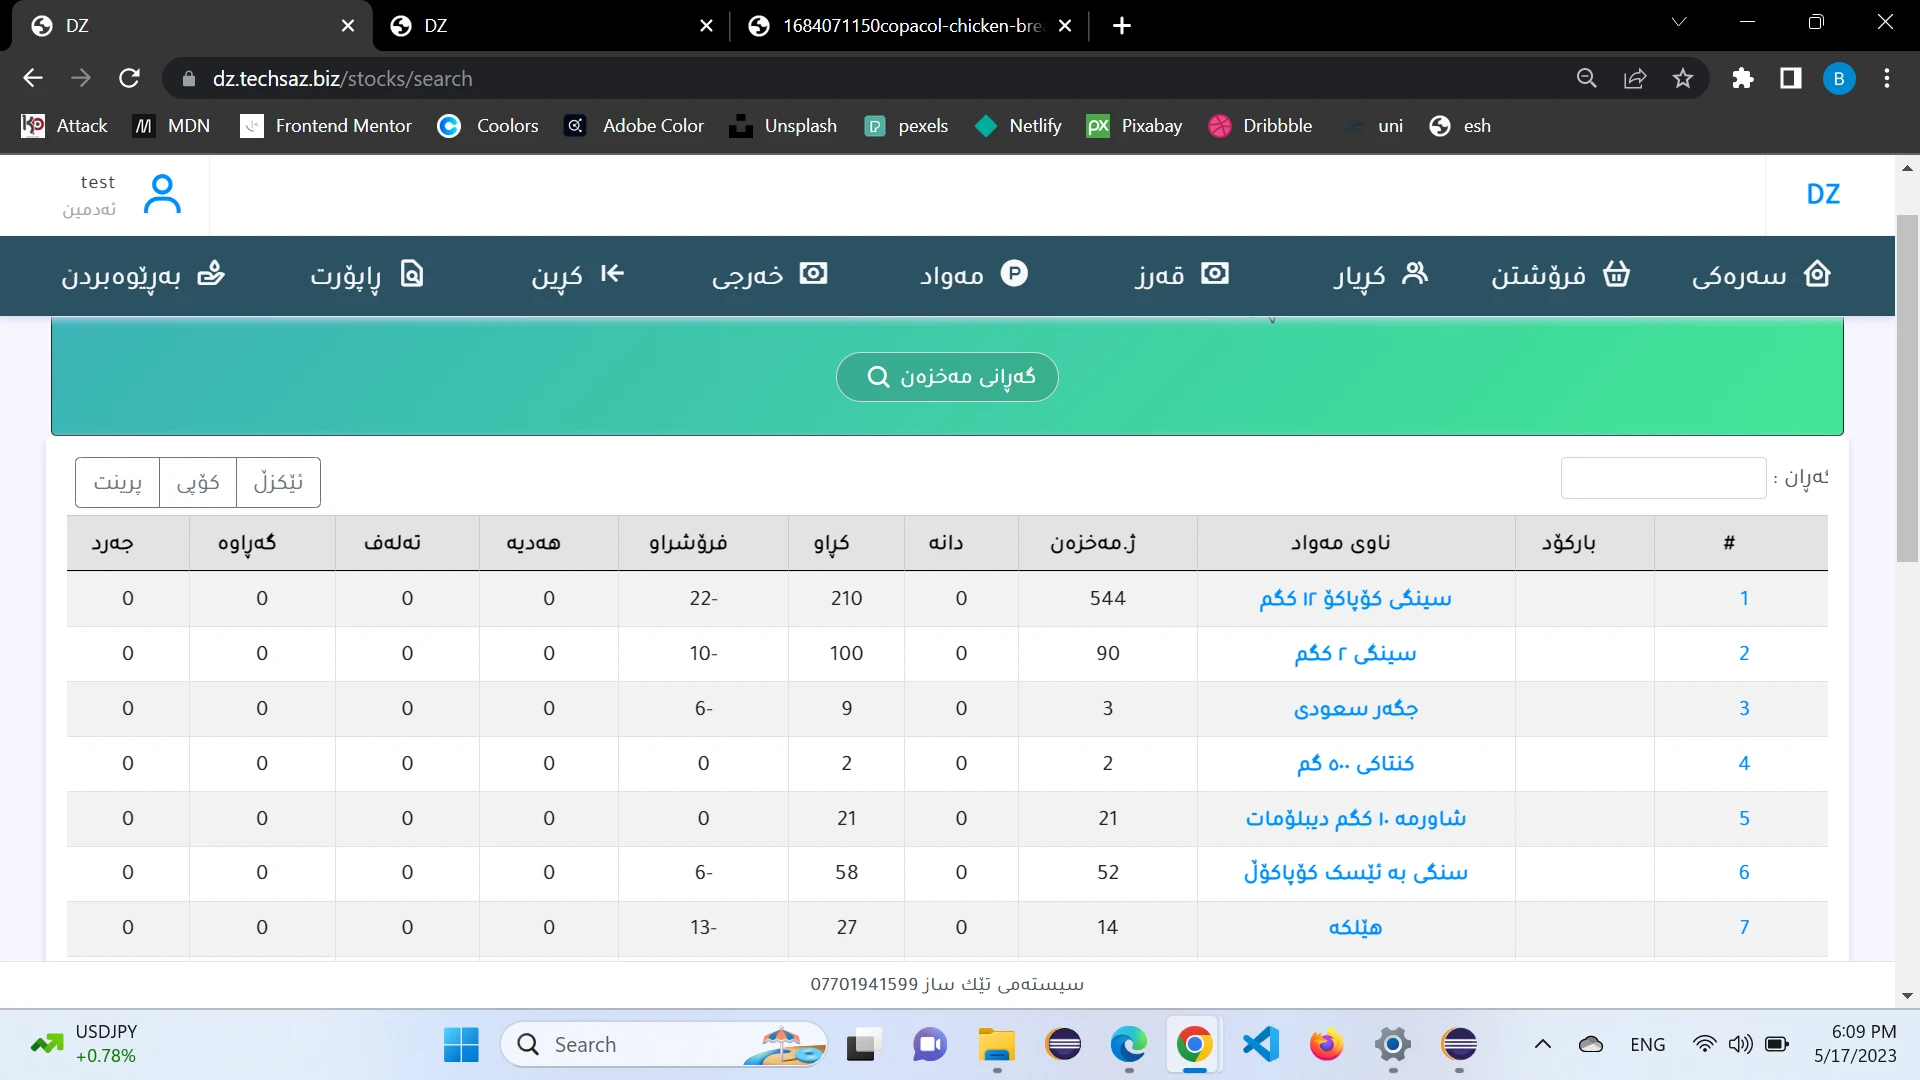 DZ
DZ
1684071150copacol-chicken-bre
dz.techsaz.biz/stocks/search
B
Attack MDN Frontend Mentor Coolors Adobe Color Unsplash pexels Netlify Pixabay Dribbble uni esh
test
ئەدمین
DZ
سەرەکی فرۆشتن کڕیار قەرز مەواد خەرجی کڕین ڕاپۆرت بەڕێوەبردن
گەڕانی مەخزەن
گەڕان :
ئێکزڵ کۆپی پرینت
# بارکۆد ناوی مەواد ژ.مەخزەن دانە کڕاو فرۆشراو هەدیە تەلەف گەڕاوە جەرد
1 سینگی کۆپاکۆ ١٢ ککگم 544 0 210 22- 0 0 0 0
2 سینگی ٢ ککگم 90 0 100 10- 0 0 0 0
3 جگەر سعودی 3 0 9 6- 0 0 0 0
4 کنتاکی ٥٠٠ گم 2 0 2 0 0 0 0 0
5 شاورمە ١٠ ککگم دیبلۆمات 21 0 21 0 0 0 0 0
6 سنگی بە ئێسک کۆپاکۆڵ 52 0 58 6- 0 0 0 0
7 هێلکە 14 0 27 13- 0 0 0 0
سیستەمی تێك ساز 07701941599
USDJPY
+0.78%
Search
ENG
6:09 PM
5/17/2023